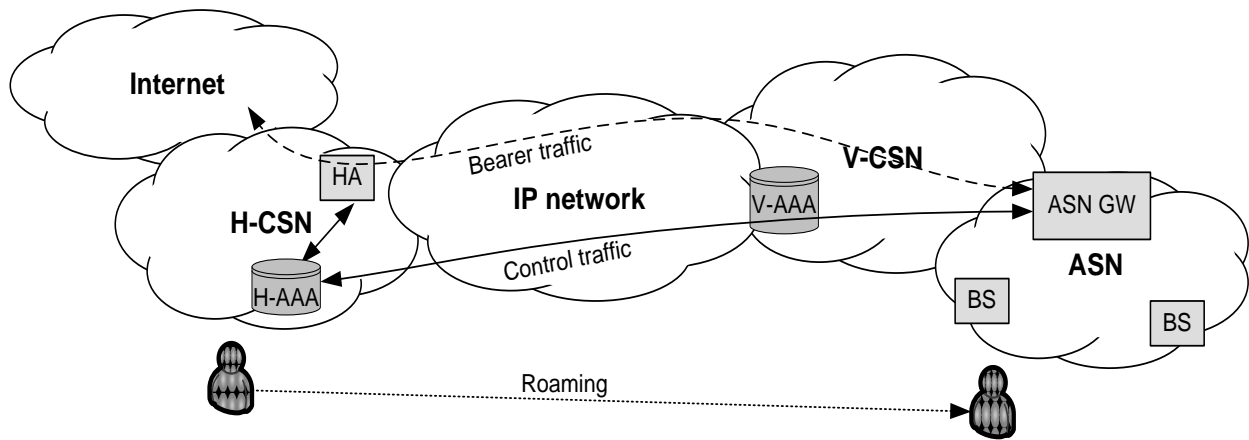 Internet
Bearer traffic
V-CSN
HA
IP network
V-AAA
ASN GW
H-CSN
Control traffic
ASN
H-AAA
BS
BS
Roaming